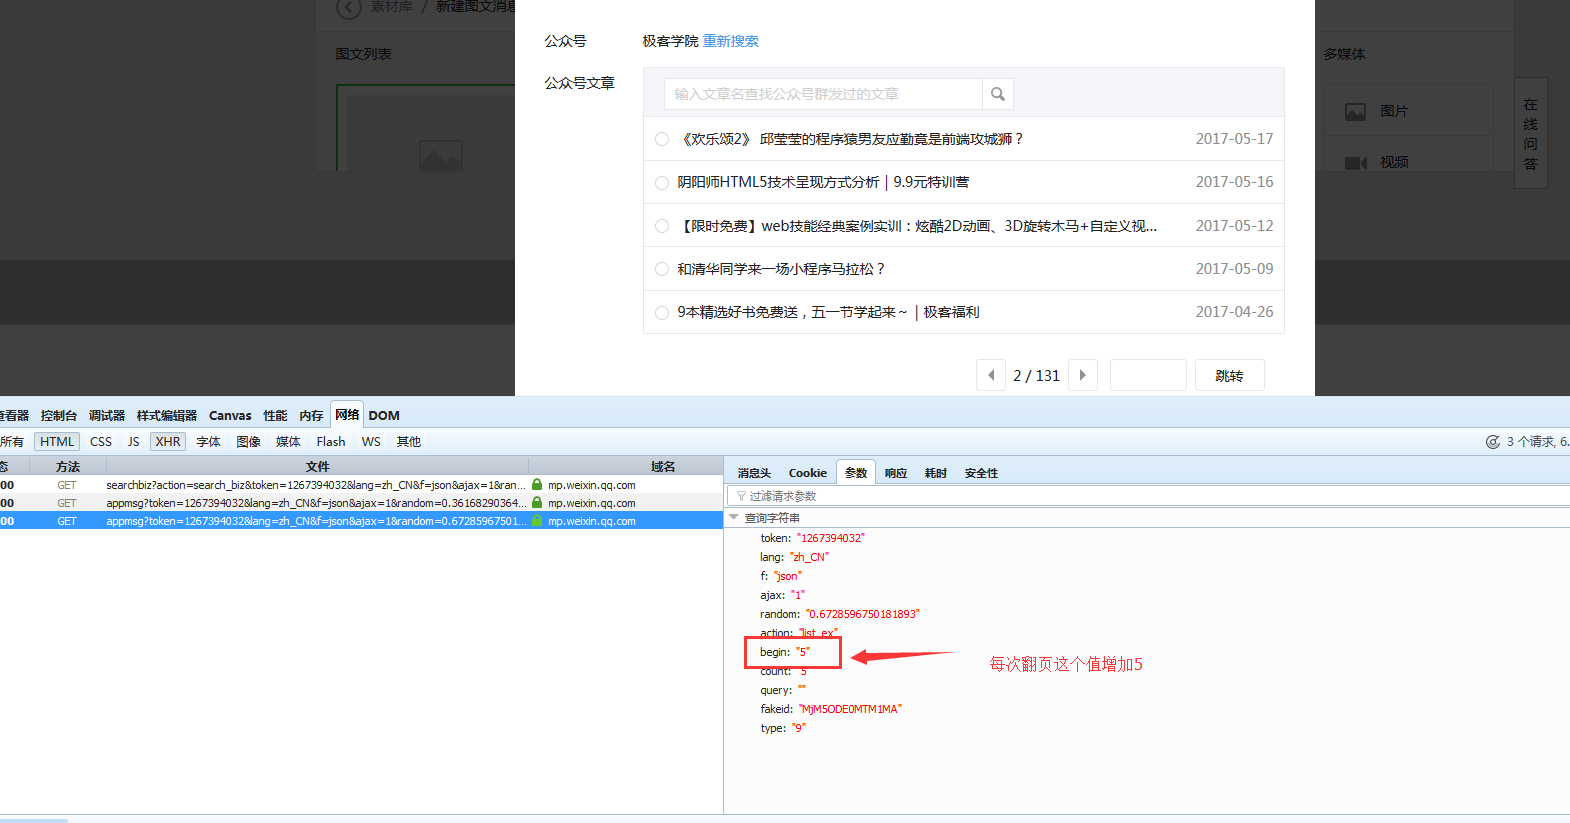 素材库 / 新建图文消息
公众号 极客学院 重新搜索
图文列表
多媒体
公众号文章
输入文章名查找公众号群发过的文章
图片
视频
在线问答
《欢乐颂2》 邱莹莹的程序猿男友应勤竟是前端攻城狮？ 2017-05-17
阴阳师HTML5技术呈现方式分析 | 9.9元特训营 2017-05-16
【限时免费】web技能经典案例实训：炫酷2D动画、3D旋转木马+自定义视... 2017-05-12
和清华同学来一场小程序马拉松？ 2017-05-09
9本精选好书免费送，五一节学起来～ | 极客福利 2017-04-26
2 / 131 跳转
查看器 控制台 调试器 样式编辑器 Canvas 性能 内存 网络 DOM
所有 HTML CSS JS XHR 字体 图像 媒体 Flash WS 其他
3 个请求, 6.
态 方法 文件 域名
00 GET searchbiz?action=search_biz&token=1267394032&lang=zh_CN&f=json&ajax=1&ran... mp.weixin.qq.com
00 GET appmsg?token=1267394032&lang=zh_CN&f=json&ajax=1&random=0.36168290364... mp.weixin.qq.com
00 GET appmsg?token=1267394032&lang=zh_CN&f=json&ajax=1&random=0.67285967501... mp.weixin.qq.com
消息头 Cookie 参数 响应 耗时 安全性
过滤请求参数
查询字符串
token: "1267394032"
lang: "zh_CN"
f: "json"
ajax: "1"
random: "0.6728596750181893"
action: "list_ex"
begin: "5"
每次翻页这个值增加5
count: "5"
query: ""
fakeid: "MjM5ODE0MTM1MA"
type: "9"